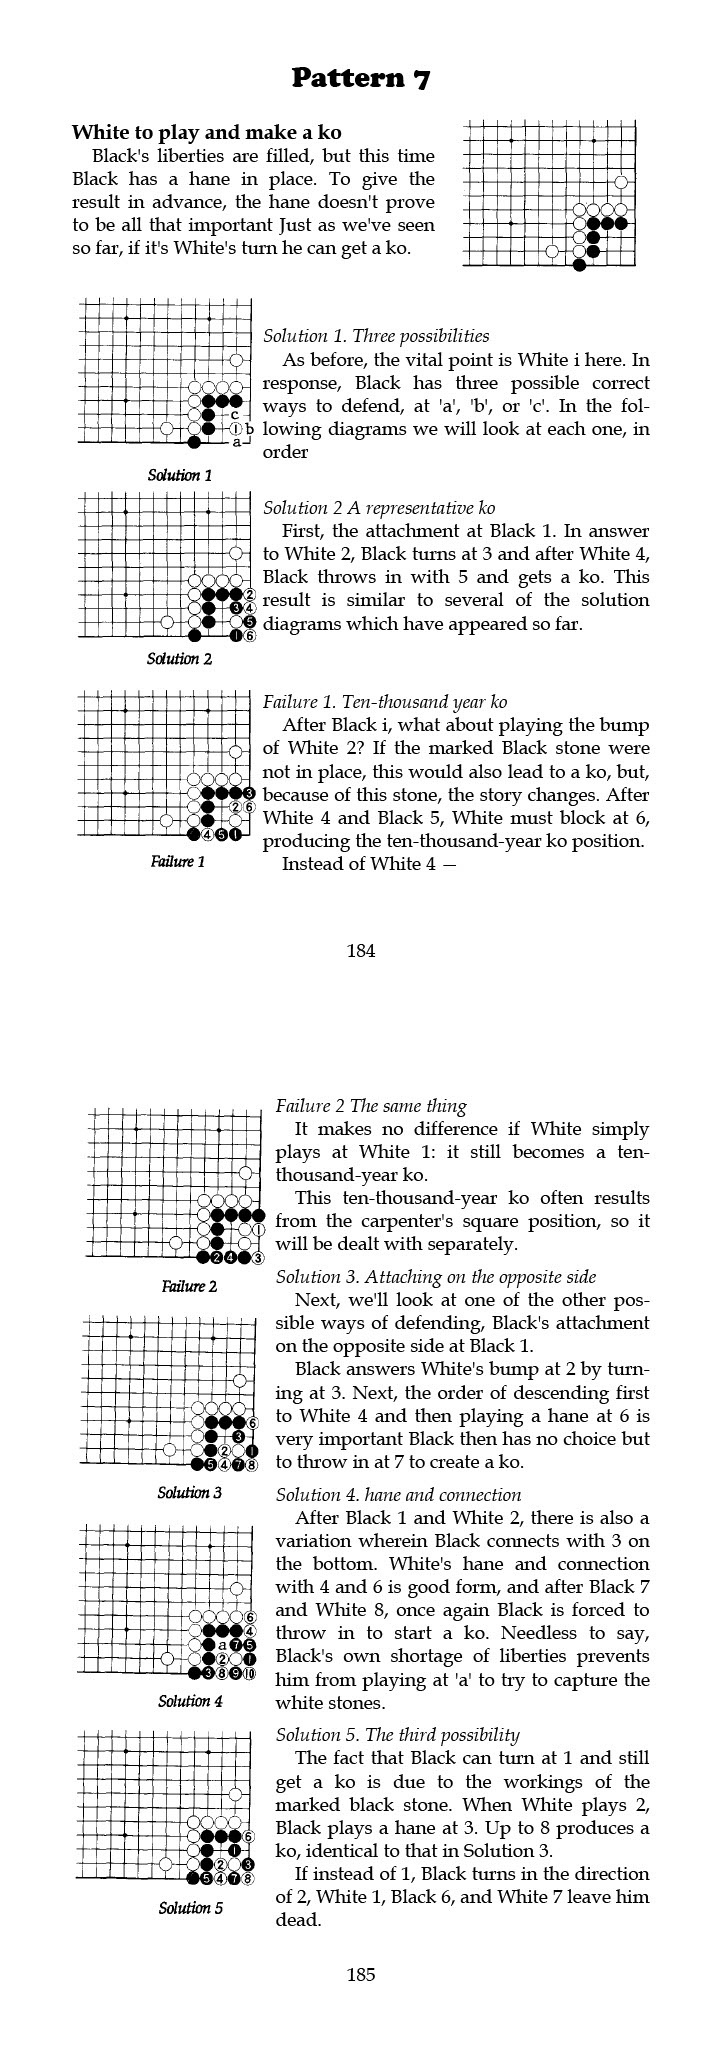 Pattern 7
White to play and make a ko
Black's liberties are filled, but this time
Black has a hane in place. To give the
result in advance, the hane doesn't prove
to be all that important Just as we've seen
so far, if it's White's turn he can get a ko.
c
1 b
a
Solution 1
Solution 1. Three possibilities
As before, the vital point is White i here. In
response, Black has three possible correct
ways to defend, at 'a', 'b', or 'c'. In the fol-
lowing diagrams we will look at each one, in
order
2
3 4
5
1 6
Solution 2
Solution 2 A representative ko
First, the attachment at Black 1. In answer
to White 2, Black turns at 3 and after White 4,
Black throws in with 5 and gets a ko. This
result is similar to several of the solution
diagrams which have appeared so far.
3
2 6
4 5 1
Failure 1
Failure 1. Ten-thousand year ko
After Black i, what about playing the bump
of White 2? If the marked Black stone were
not in place, this would also lead to a ko, but,
because of this stone, the story changes. After
White 4 and Black 5, White must block at 6,
producing the ten-thousand-year ko position.
Instead of White 4 —
184
1
2 4 3
Failure 2
Failure 2 The same thing
It makes no difference if White simply
plays at White 1: it still becomes a ten-
thousand-year ko.
This ten-thousand-year ko often results
from the carpenter's square position, so it
will be dealt with separately.
6
3
2 1
5 4 7 8
Solution 3
Solution 3. Attaching on the opposite side
Next, we'll look at one of the other pos-
sible ways of defending, Black's attachment
on the opposite side at Black 1.
Black answers White's bump at 2 by turn-
ing at 3. Next, the order of descending first
to White 4 and then playing a hane at 6 is
very important Black then has no choice but
to throw in at 7 to create a ko.
6
4
a 7 5
2 1
3 8 9 10
Solution 4
Solution 4. hane and connection
After Black 1 and White 2, there is also a
variation wherein Black connects with 3 on
the bottom. White's hane and connection
with 4 and 6 is good form, and after Black 7
and White 8, once again Black is forced to
throw in to start a ko. Needless to say,
Black's own shortage of liberties prevents
him from playing at 'a' to try to capture the
white stones.
6
1
2 3
5 4 7 8
Solution 5
Solution 5. The third possibility
The fact that Black can turn at 1 and still
get a ko is due to the workings of the
marked black stone. When White plays 2,
Black plays a hane at 3. Up to 8 produces a
ko, identical to that in Solution 3.
If instead of 1, Black turns in the direction
of 2, White 1, Black 6, and White 7 leave him
dead.
185